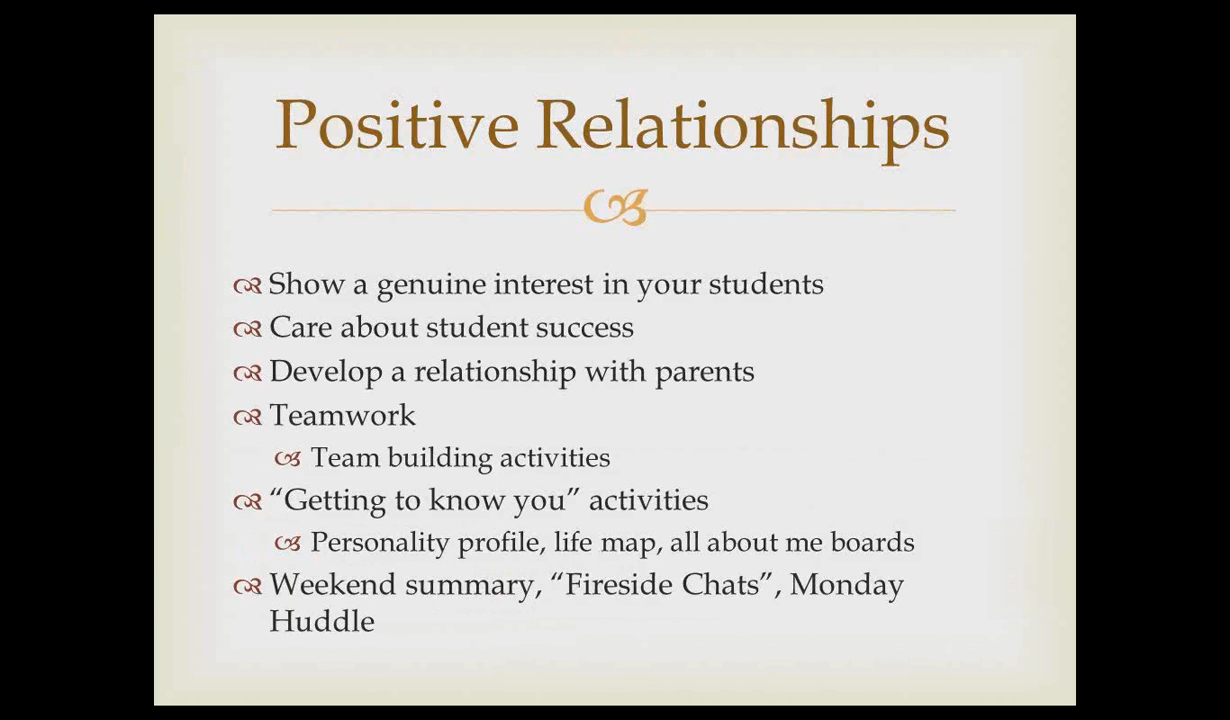 Positive Relationships
Show a genuine interest in your students
Care about student success
Develop a relationship with parents
Teamwork
Team building activities
“Getting to know you” activities
Personality profile, life map, all about me boards
Weekend summary, “Fireside Chats”, Monday
Huddle